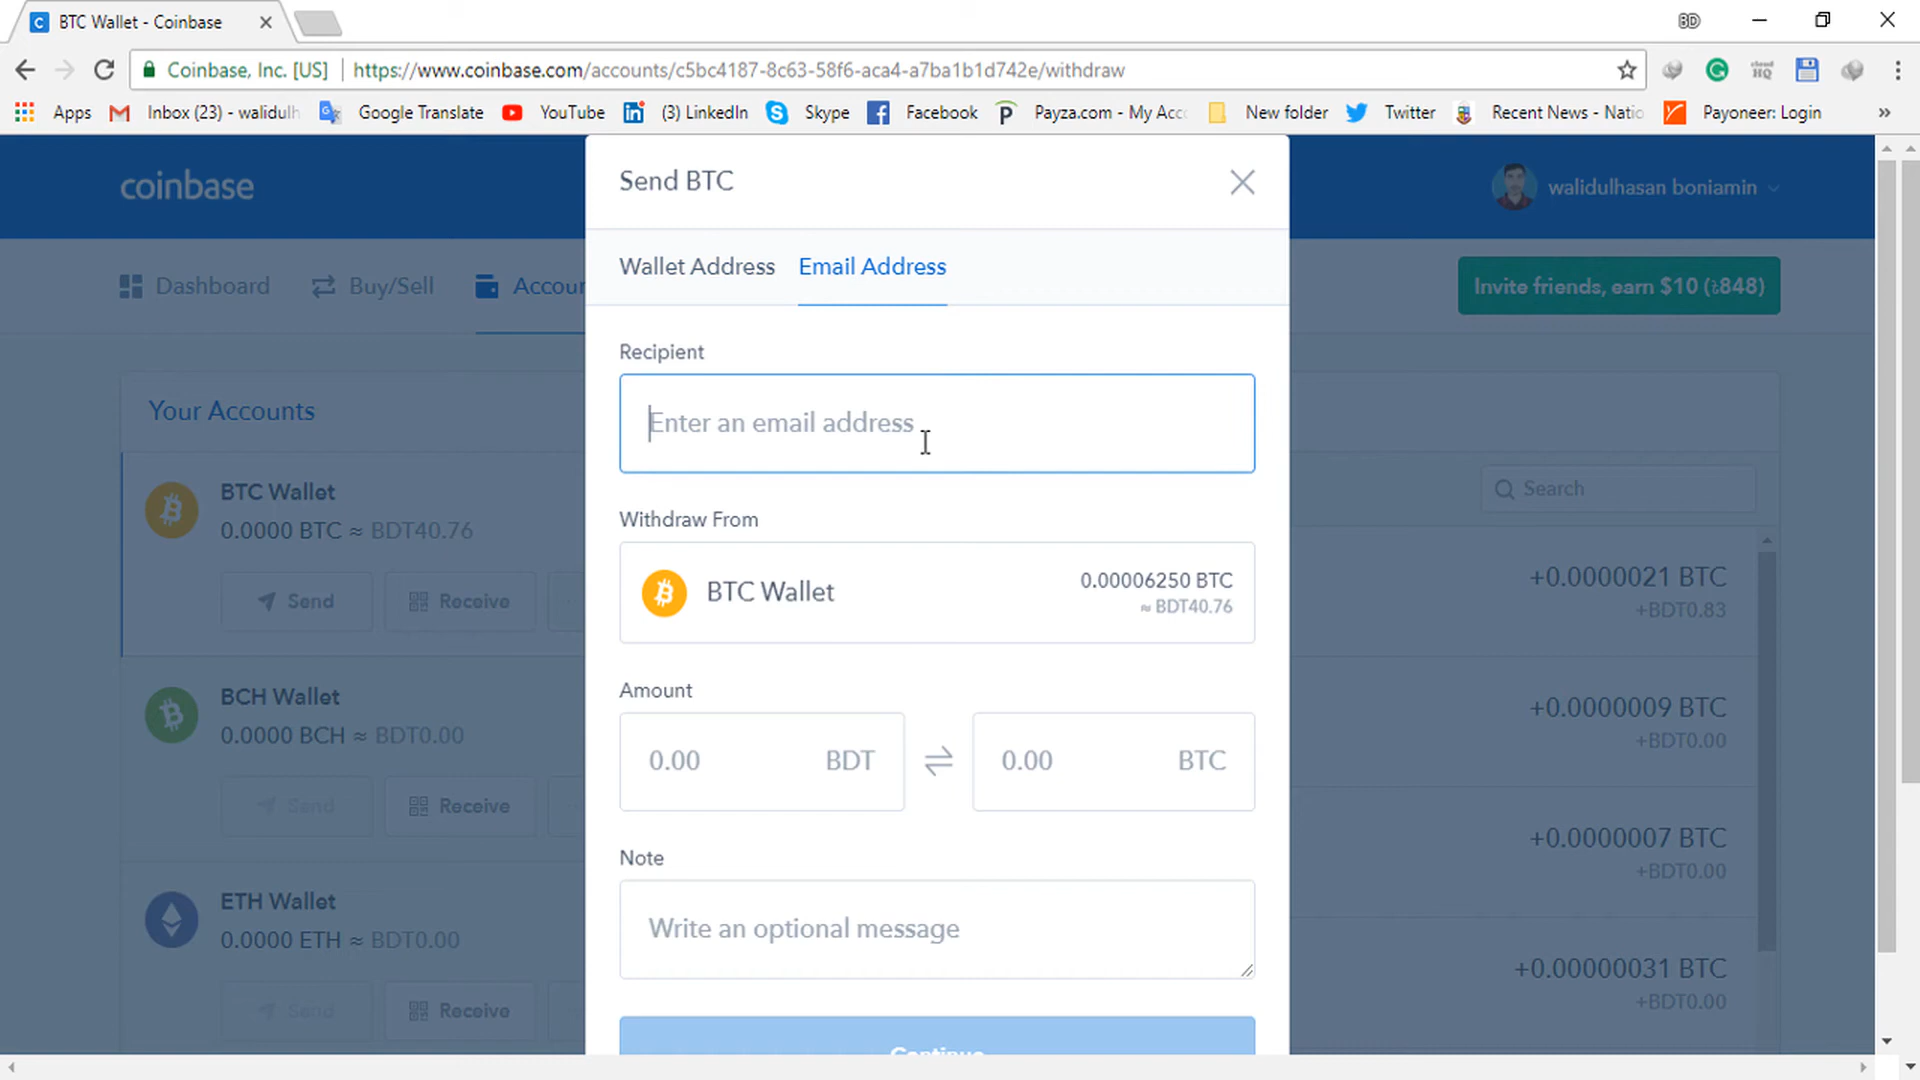 BTC Wallet - Coinbase
BD
Coinbase, Inc. [US] https://www.coinbase.com/accounts/c5bc4187-8c63-58f6-aca4-a7ba1b1d742e/withdraw
Apps Inbox (23) - walidulh Google Translate YouTube (3) LinkedIn Skype Facebook Payza.com - My Acc New folder Twitter Recent News - Natio Payoneer: Login »
coinbase
walidulhasan boniamin
Send BTC
Dashboard Buy/Sell Accou
Invite friends, earn $10 (৳848)
Wallet Address Email Address
Recipient
Enter an email address
Your Accounts
BTC Wallet
0.0000 BTC ≈ BDT40.76
Send Receive
BCH Wallet
0.0000 BCH ≈ BDT0.00
Send Receive
ETH Wallet
0.0000 ETH ≈ BDT0.00
Send Receive
Withdraw From
BTC Wallet
0.00006250 BTC
≈ BDT40.76
Amount
0.00 BDT 0.00 BTC
Note
Write an optional message
Continue
Search
+0.0000021 BTC
+BDT0.83
+0.0000009 BTC
+BDT0.00
+0.0000007 BTC
+BDT0.00
+0.00000031 BTC
+BDT0.00